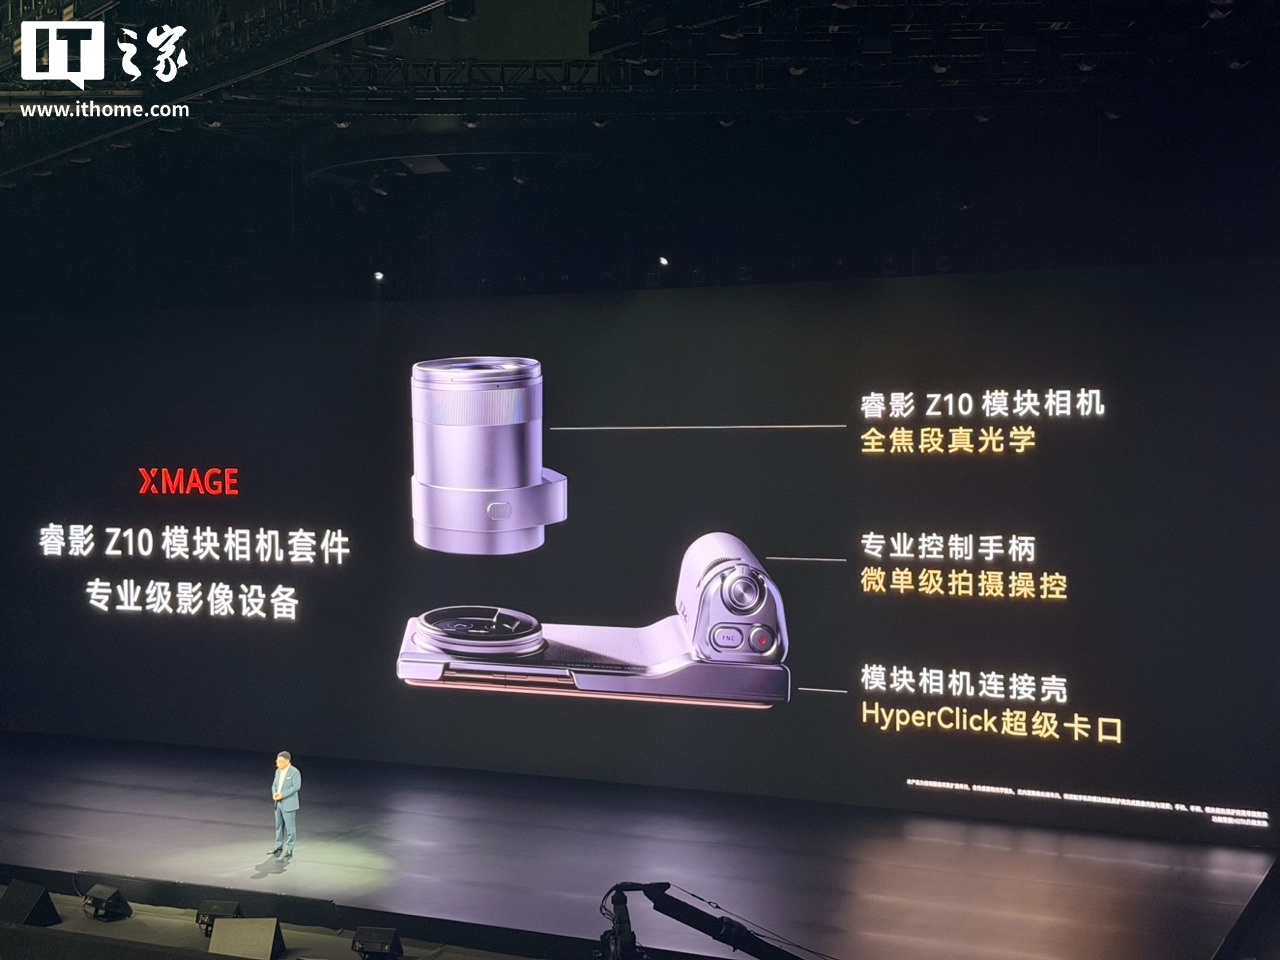 IT之家
www.ithome.com
XMAGE
睿影 Z10 模块相机套件
专业级影像设备
睿影 Z10 模块相机
全焦段真光学
专业控制手柄
微单级拍摄操控
FNC
模块相机连接壳
HyperClick超级卡口